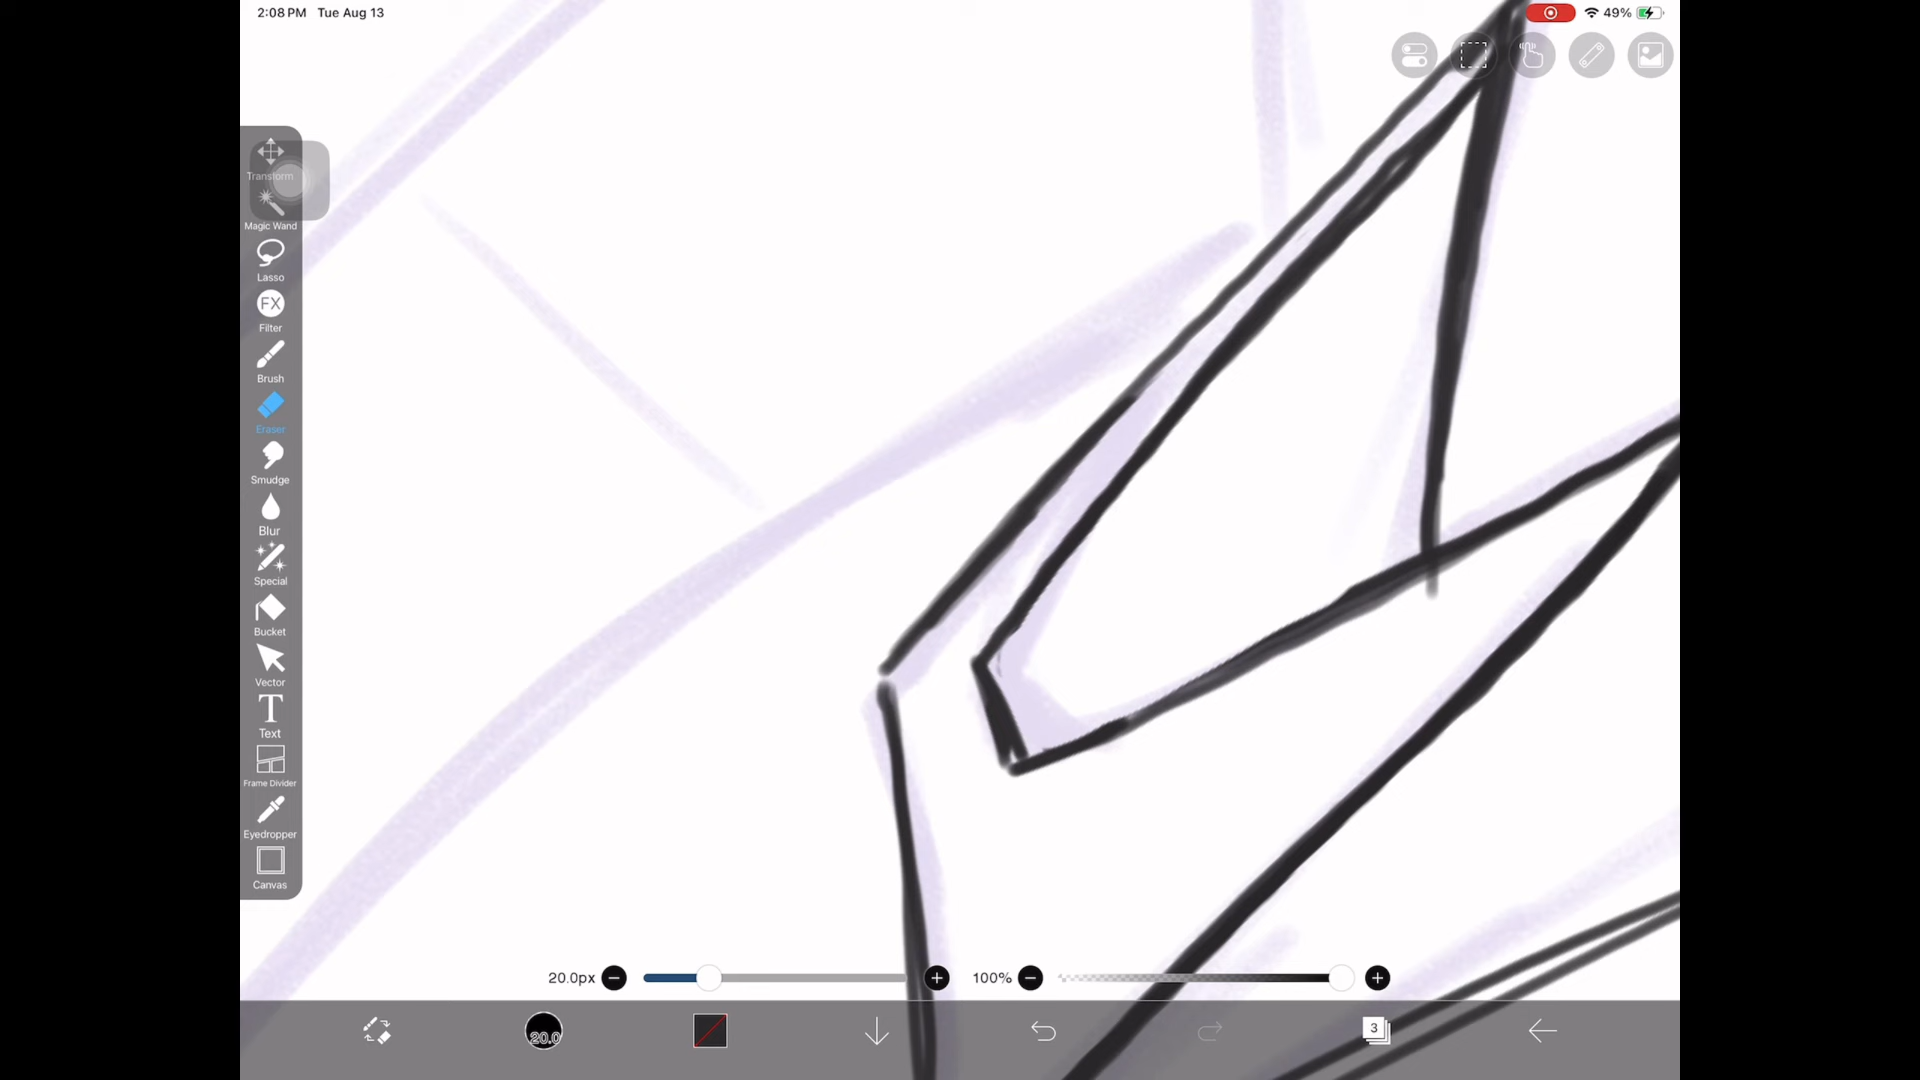 2:08 PM Tue Aug 13
49%
Transform
Magic Wand
Lasso
FX
Filter
Brush
Eraser
Smudge
Blur
Special
Bucket
Vector
T
Text
Frame Divider
Eyedropper
Canvas
20.0px
100%
20.0
3